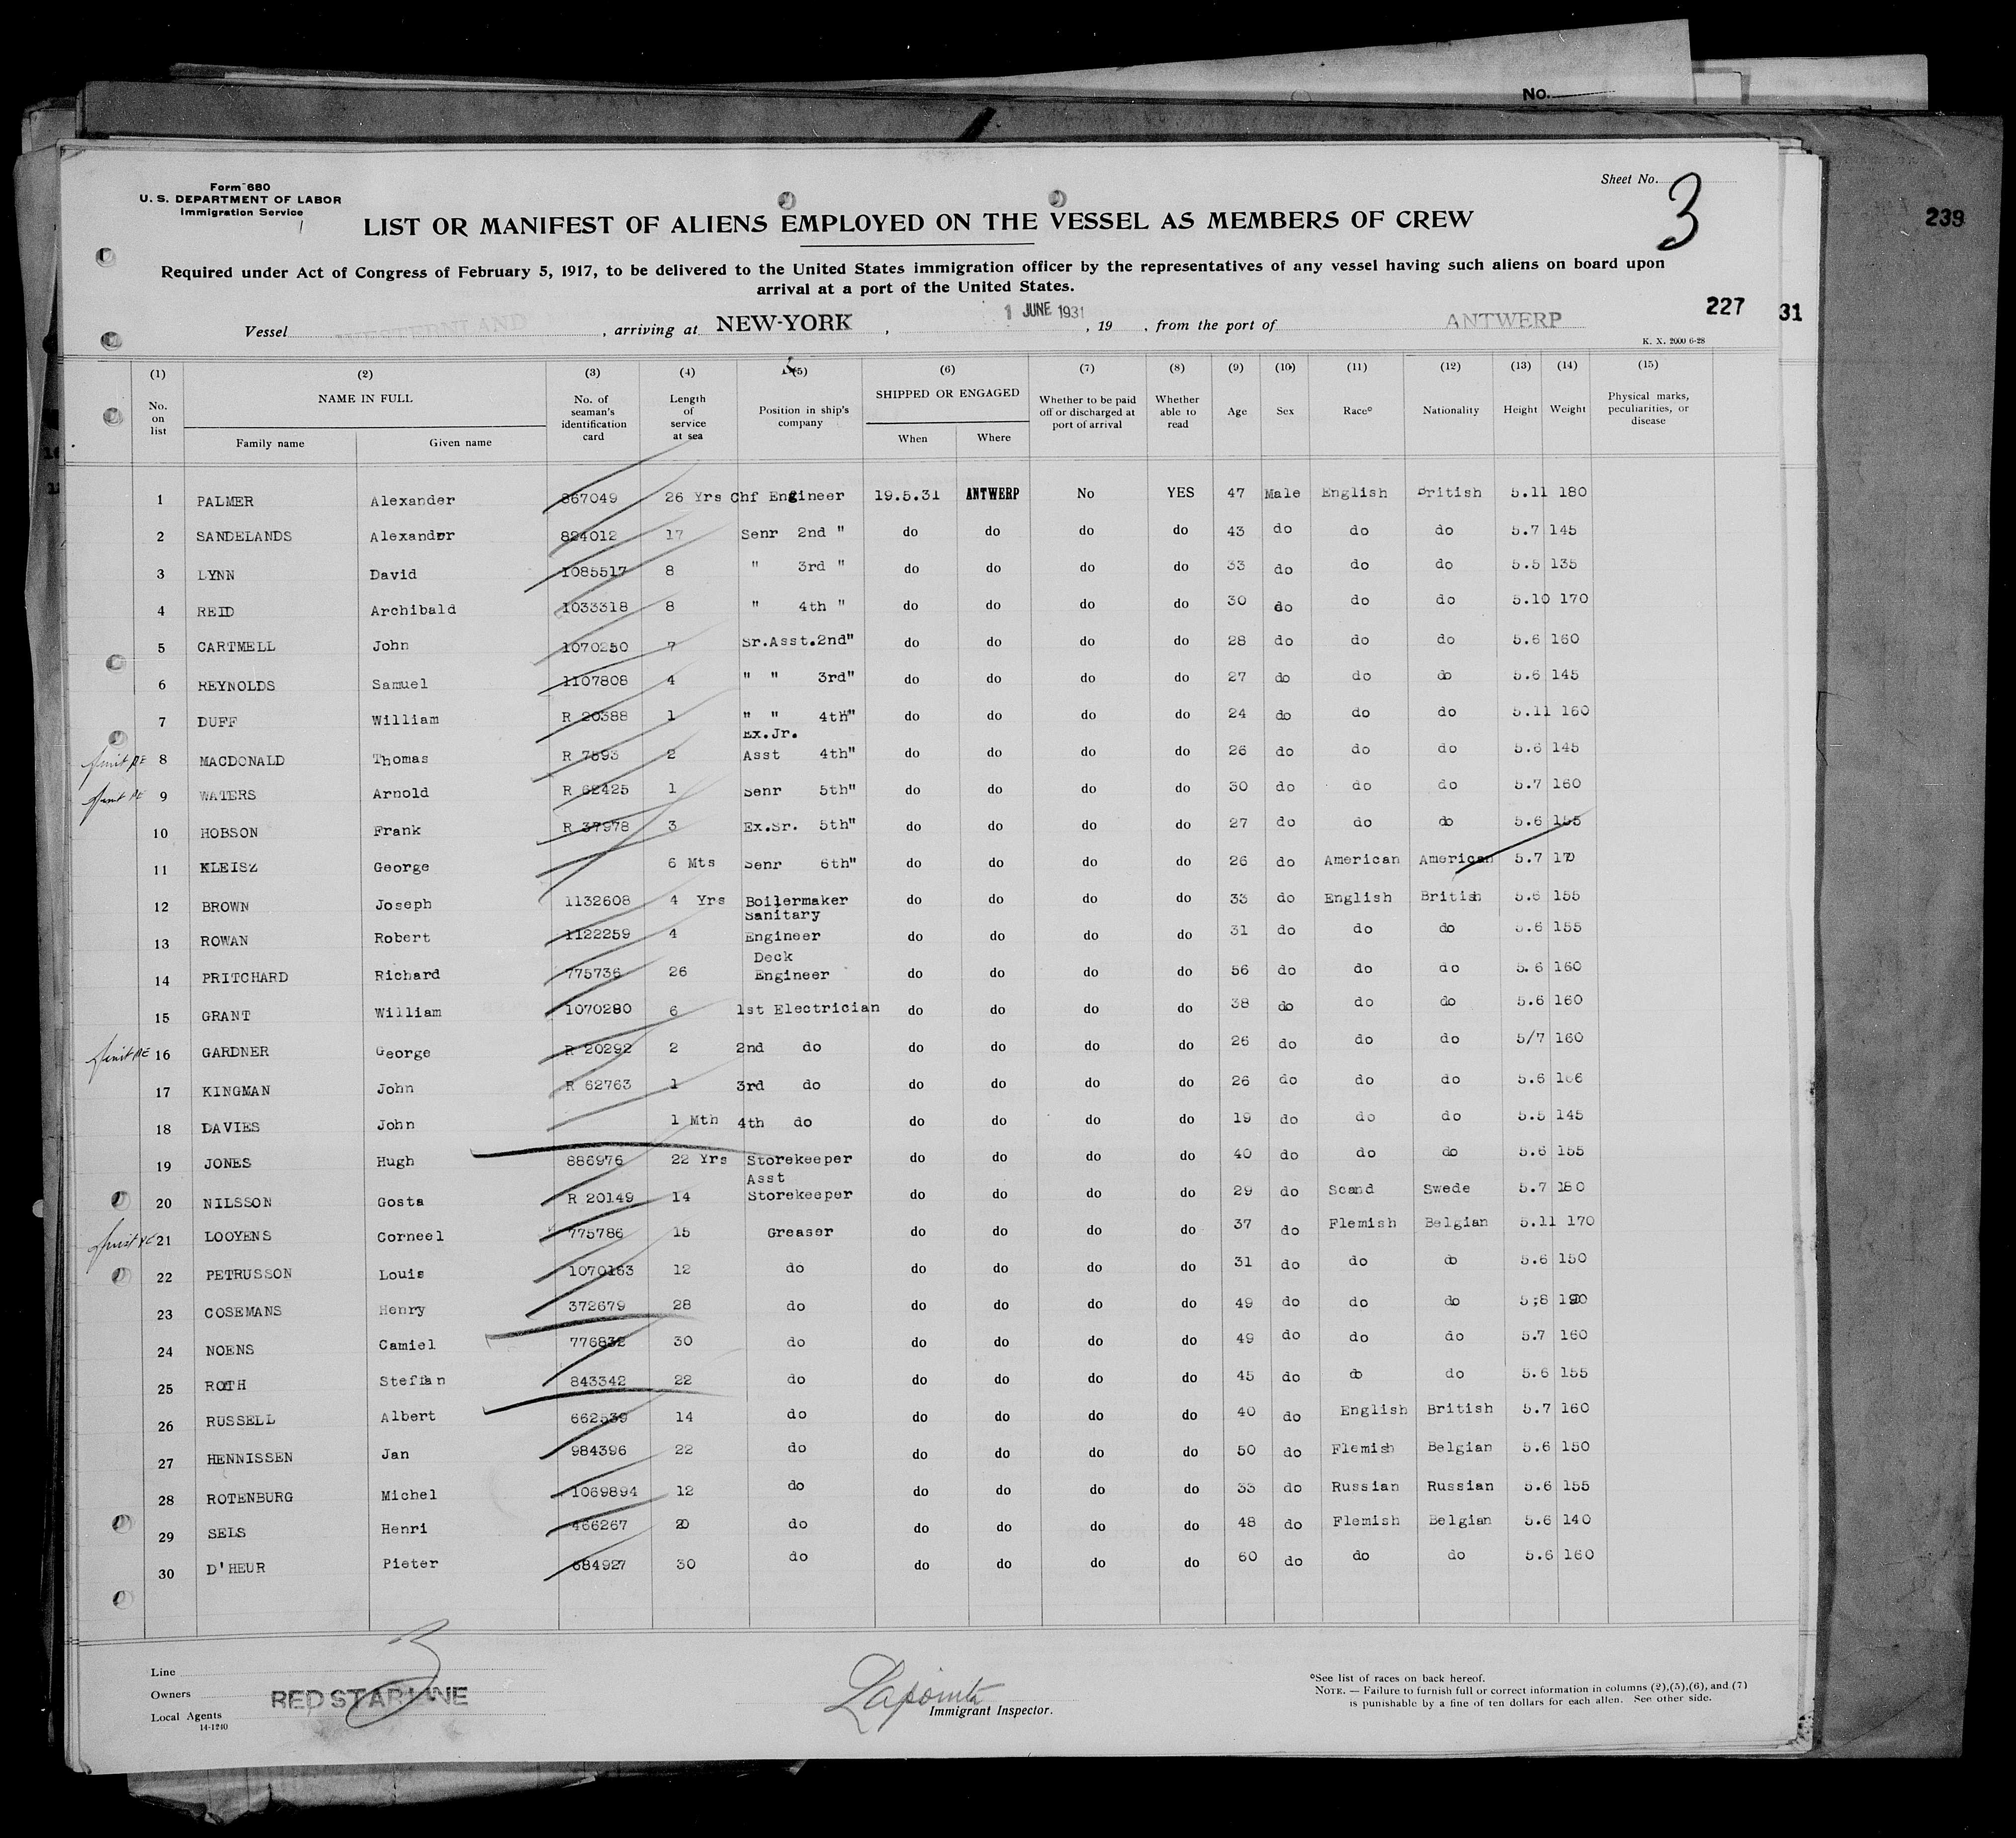 No.
Form 680
U. S. DEPARTMENT OF LABOR
Immigration Service
Sheet No. 3
239
LIST OR MANIFEST OF ALIENS EMPLOYED ON THE VESSEL AS MEMBERS OF CREW
Required under Act of Congress of February 5, 1917, to be delivered to the United States immigration officer by the representatives of any vessel having such aliens on board upon
arrival at a port of the United States.
227 31
Vessel WESTERNLAND, arriving at NEW-YORK, 1 JUNE 1931, 19 , from the port of ANTWERP
K. X. 2000 6-28
(1) (2) (3) (4) (5) (6) (7) (8) (9) (10) (11) (12) (13) (14) (15)
No. on list NAME IN FULL Family name Given name No. of seaman's identification card Length of service at sea Position in ship's company SHIPPED OR ENGAGED When Where Whether to be paid off or discharged at port of arrival Whether able to read Age Sex Race° Nationality Height Weight Physical marks, peculiarities, or disease
1 PALMER Alexander 867049 26 Yrs Chf Engineer 19.5.31 ANTWERP No YES 47 Male English British 5.11 180
2 SANDELANDS Alexander 824012 17 Senr 2nd " do do do do 43 do do do 5.7 145
3 LYNN David 1085517 8 " 3rd " do do do do 33 do do do 5.5 135
4 REID Archibald 1033318 8 " 4th " do do do do 30 do do do 5.10 170
5 CARTMELL John 1070250 7 Sr.Asst.2nd" do do do do 28 do do do 5.6 160
6 REYNOLDS Samuel 1107808 4 " " 3rd" do do do do 27 do do do 5.6 145
7 DUFF William R 20388 1 " " 4th" do do do do 24 do do do 5.11 160
8 MACDONALD Thomas R 7593 2 Ex.Jr. Asst 4th" do do do do 26 do do do 5.6 145
9 WATERS Arnold R 62425 1 Senr 5th" do do do do 30 do do do 5.7 160
10 HOBSON Frank R 37978 3 Ex.Sr. 5th" do do do do 27 do do do 5.6 155
11 KLEISZ George 6 Mts Senr 6th" do do do do 26 do American American 5.7 170
12 BROWN Joseph 1132608 4 Yrs Boilermaker do do do do 33 do English British 5.6 155
13 ROWAN Robert 1122259 4 Sanitary Engineer do do do do 31 do do do 5.6 155
14 PRITCHARD Richard 775736 26 Deck Engineer do do do do 56 do do do 5.6 160
15 GRANT William 1070280 6 1st Electrician do do do do 38 do do do 5.6 160
16 GARDNER George R 20292 2 2nd do do do do do 26 do do do 5/7 160
17 KINGMAN John R 62763 1 3rd do do do do do 26 do do do 5.6 166
18 DAVIES John 1 Mth 4th do do do do do 19 do do do 5.5 145
19 JONES Hugh 886976 22 Yrs Storekeeper do do do do 40 do do do 5.6 155
20 NILSSON Gosta R 20149 14 Asst Storekeeper do do do do 29 do Scand Swede 5.7 180
21 LOOYENS Corneel 775786 15 Greaser do do do do 37 do Flemish Belgian 5.11 170
22 PETRUSSON Louis 1070163 12 do do do do do 31 do do do 5.6 150
23 COSEMANS Henry 372679 28 do do do do do 49 do do do 5;8 190
24 NOENS Camiel 776832 30 do do do do do 49 do do do 5.7 160
25 ROTH Steffan 843342 22 do do do do do 45 do do do 5.6 155
26 RUSSELL Albert 662539 14 do do do do do 40 do English British 5.7 160
27 HENNISSEN Jan 984396 22 do do do do do 50 do Flemish Belgian 5.6 150
28 ROTENBURG Michel 1069894 12 do do do do do 33 do Russian Russian 5.6 155
29 SELS Henri 466267 20 do do do do do 48 do Flemish Belgian 5.6 140
30 D'HEUR Pieter 684927 30 do do do do do 60 do do do 5.6 160
3
Line
Owners RED STAR LINE
Local Agents
14-1240
Lapointe
Immigrant Inspector.
°See list of races on back hereof.
NOTE. — Failure to furnish full or correct information in columns (2),(5),(6), and (7)
is punishable by a fine of ten dollars for each alien. See other side.